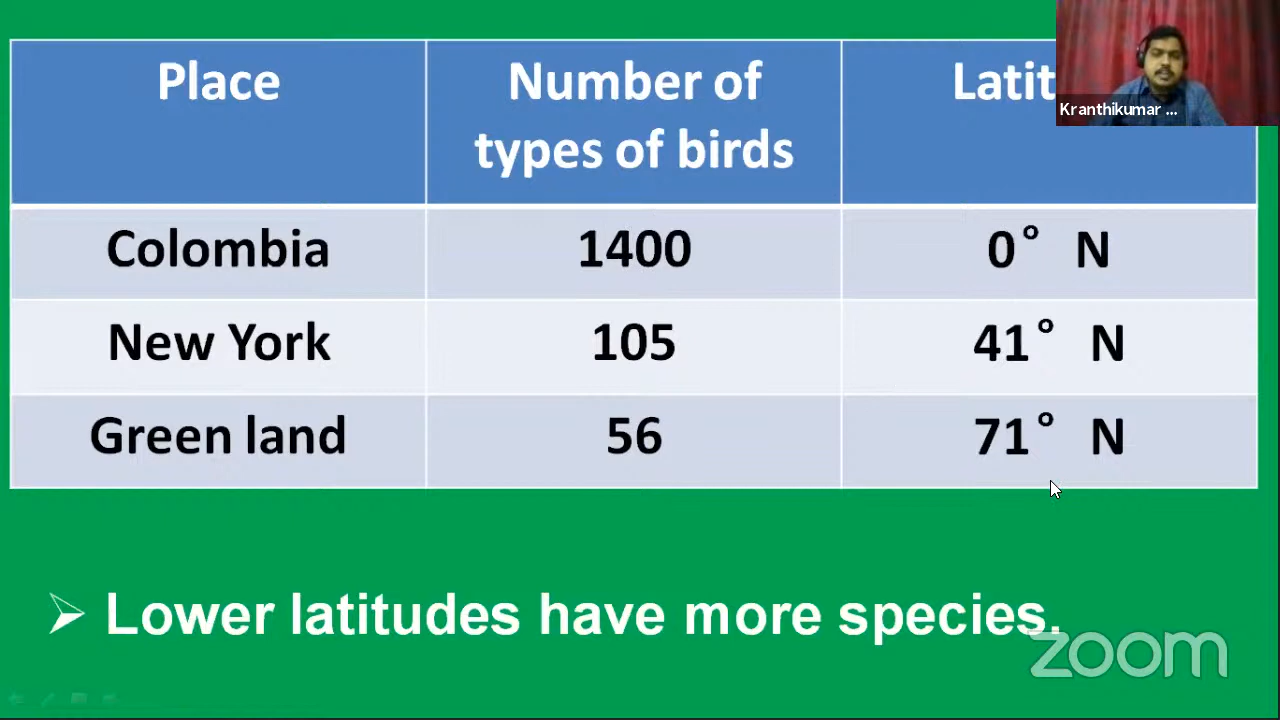 Place
Number of
types of birds
Latit
Kranthikumar ...
Colombia
1400
0° N
New York
105
41° N
Green land
56
71° N
➢ Lower latitudes have more species.
zoom